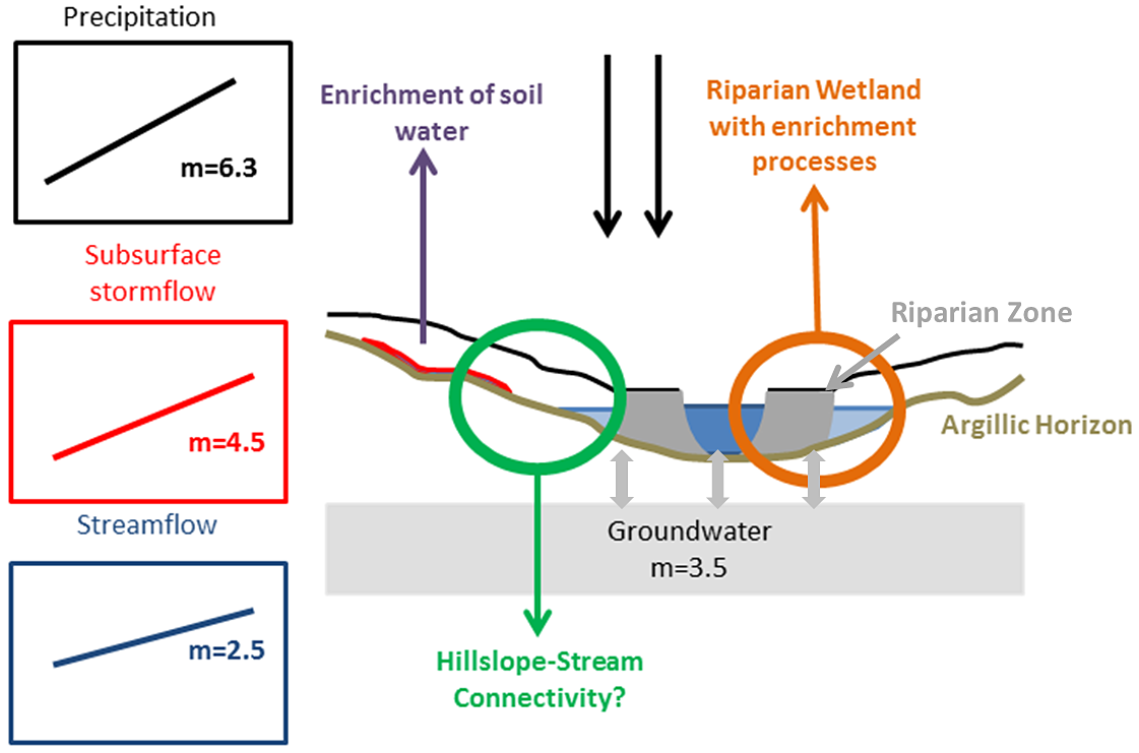 Precipitation
m=6.3
Subsurface
stormflow
m=4.5
Streamflow
m=2.5
Enrichment of soil
water
Riparian Wetland
with enrichment
processes
Riparian Zone
Argillic Horizon
Groundwater
m=3.5
Hillslope-Stream
Connectivity?